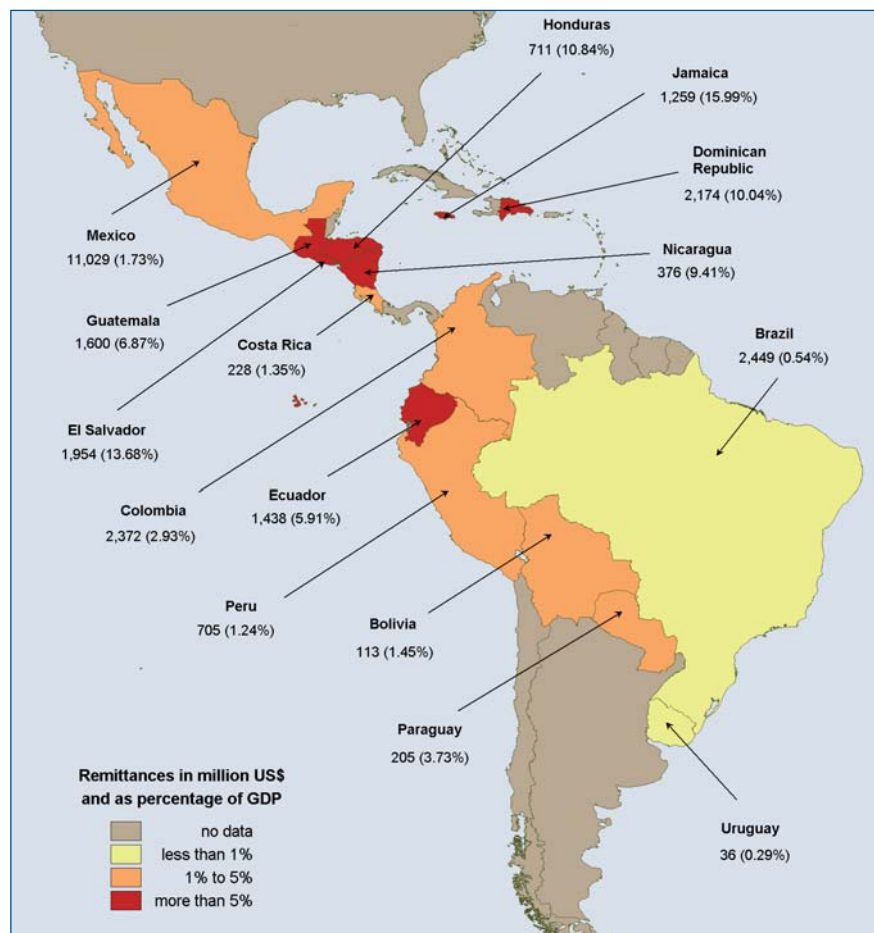 Honduras
711 (10.84%)
Jamaica
1,259 (15.99%)
Dominican
Republic
2,174 (10.04%)
Mexico
11,029 (1.73%)
Nicaragua
376 (9.41%)
Guatemala
1,600 (6.87%)
Costa Rica
228 (1.35%)
Brazil
2,449 (0.54%)
El Salvador
1,954 (13.68%)
Ecuador
1,438 (5.91%)
Colombia
2,372 (2.93%)
Peru
705 (1.24%)
Bolivia
113 (1.45%)
Paraguay
205 (3.73%)
Uruguay
36 (0.29%)
Remittances in million US$
and as percentage of GDP
no data
less than 1%
1% to 5%
more than 5%